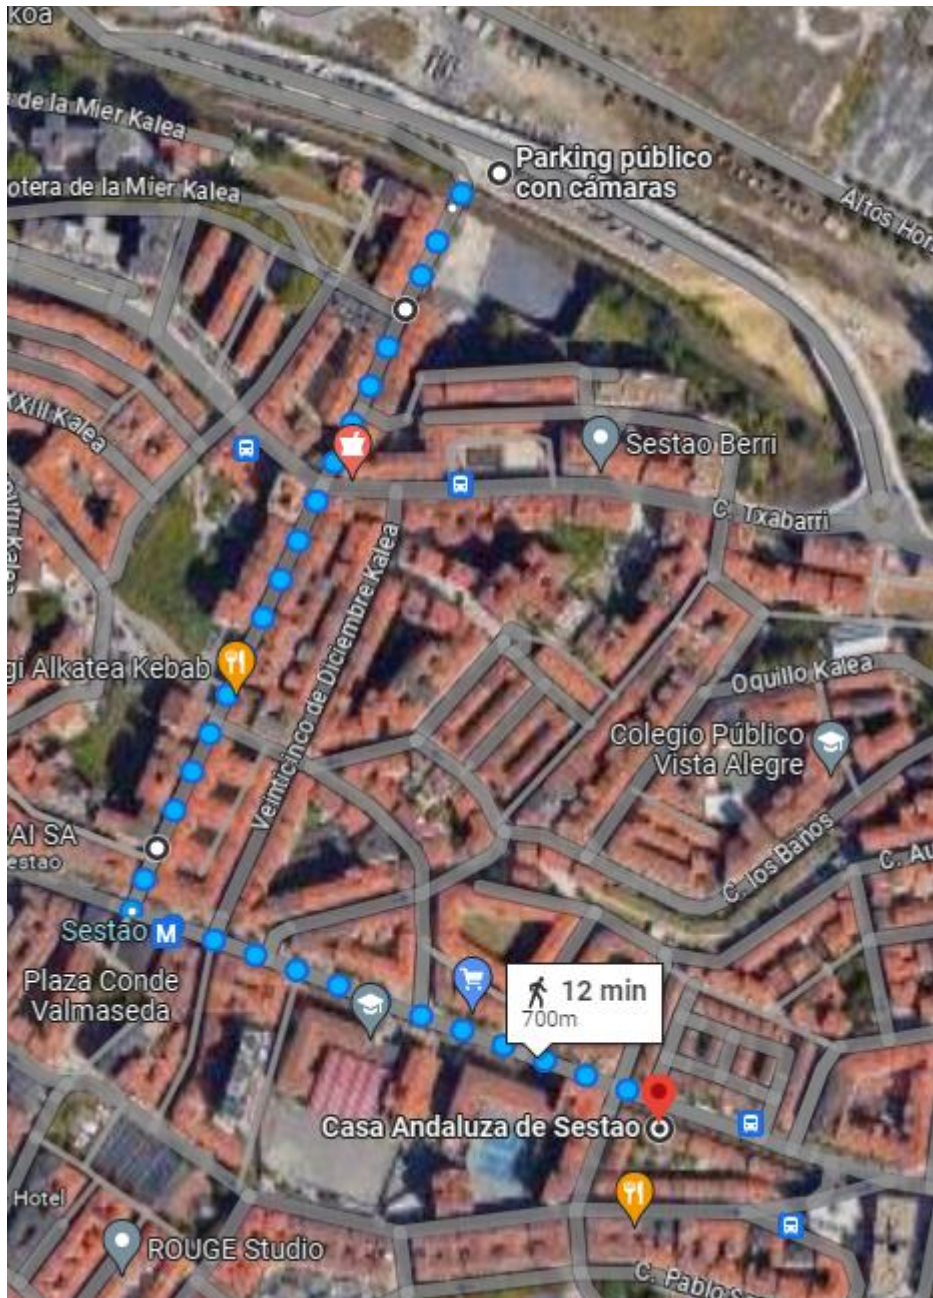 koa
de la Mier Kalea
Parking público
con cámaras
otera de la Mier Kalea
Altos Hor
XXIII Kalea
Sestao Berri
C. Txabarri
Veinticinco de Diciembre Kalea
gi Alkatea Kebab
Oquillo Kalea
Colegio Público
Vista Alegre
AI SA
estao
C. los Baños
C. Au
Sestao M
Plaza Conde
Valmaseda
12 min
700m
Casa Andaluza de Sestao
Hotel
ROUGE Studio
C. Pablo S